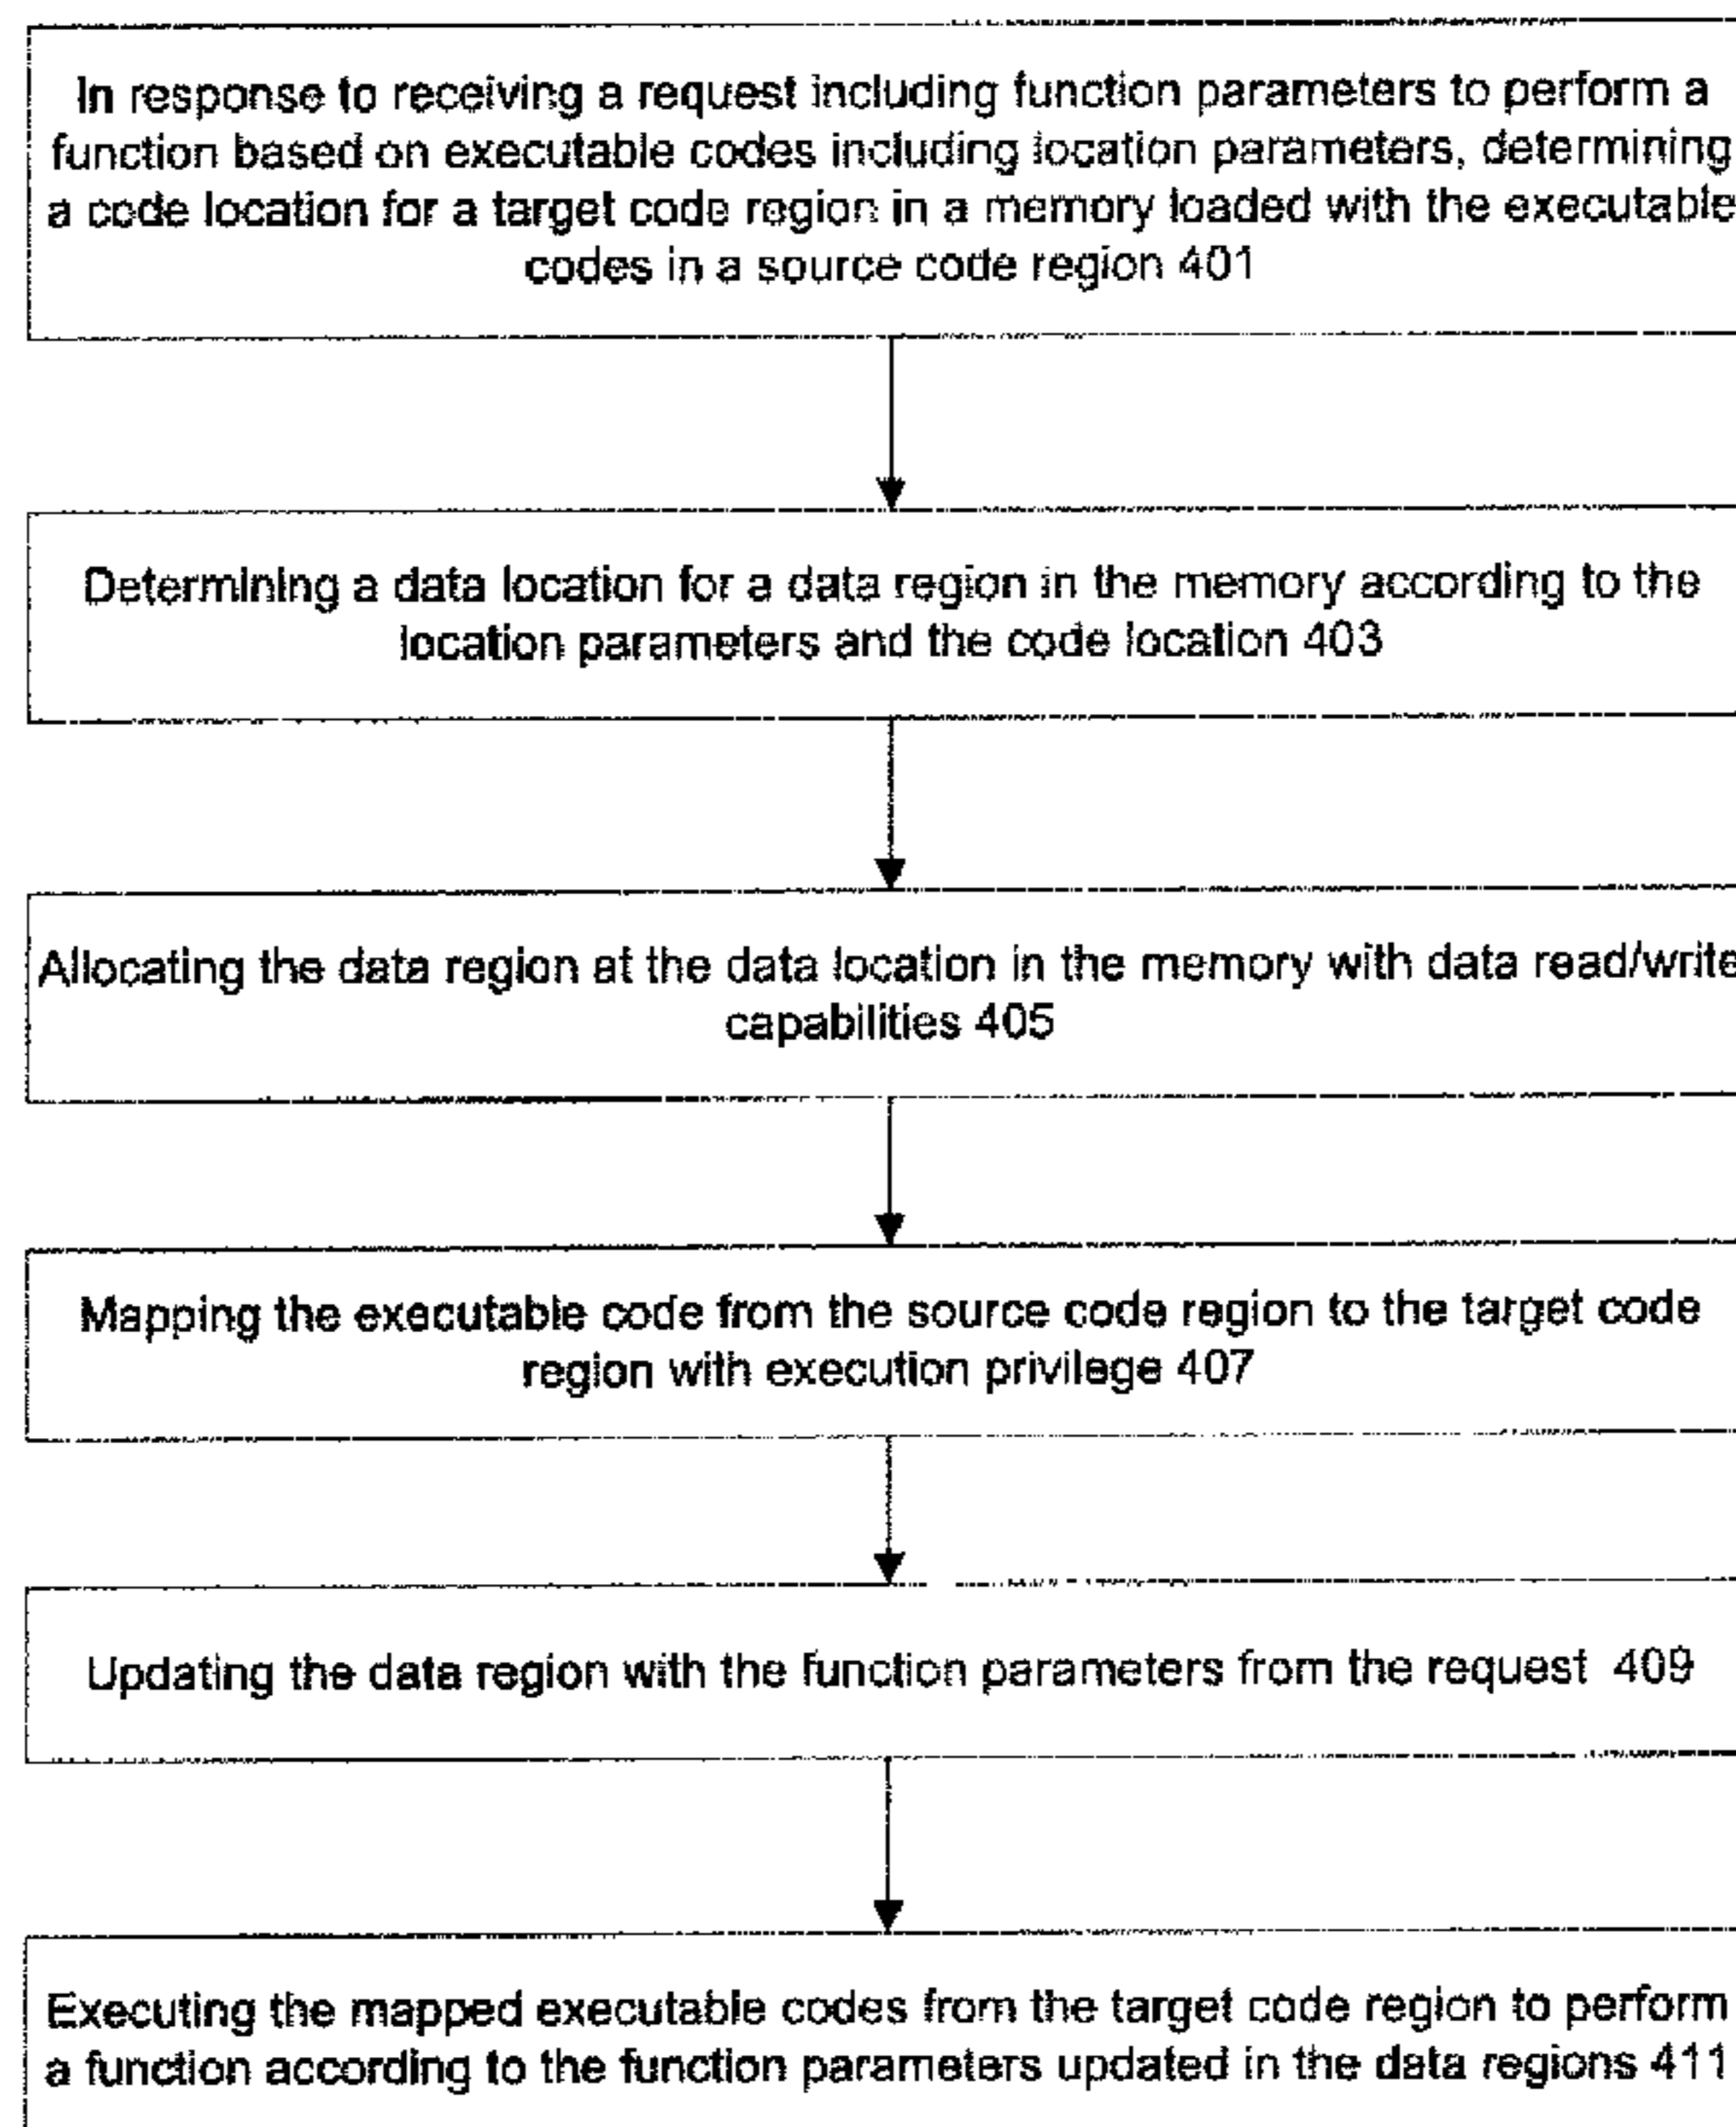 In response to receiving a request including function parameters to perform a
function based on executable codes including location parameters, determining
a code location for a target code region in a memory loaded with the executable
codes in a source code region 401
Determining a data location for a data region in the memory according to the
location parameters and the code location 403
Allocating the data region at the data location in the memory with data read/write
capabilities 405
Mapping the executable code from the source code region to the target code
region with execution privilege 407
Updating the data region with the function parameters from the request 409
Executing the mapped executable codes from the target code region to perform
a function according to the function parameters updated in the data regions 411